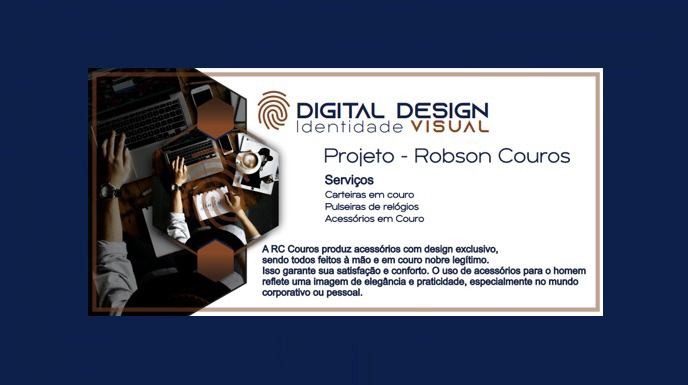 DIGITAL DESIGN
Identidade VISUAL
Projeto - Robson Couros
Serviços
Carteiras em couro
Pulseiras de relógios
Acessórios em Couro
A RC Couros produz acessórios com design exclusivo,
sendo todos feitos à mão e em couro nobre legítimo.
Isso garante sua satisfação e conforto. O uso de acessórios para o homem
reflete uma imagem de elegância e praticidade, especialmente no mundo
corporativo ou pessoal.